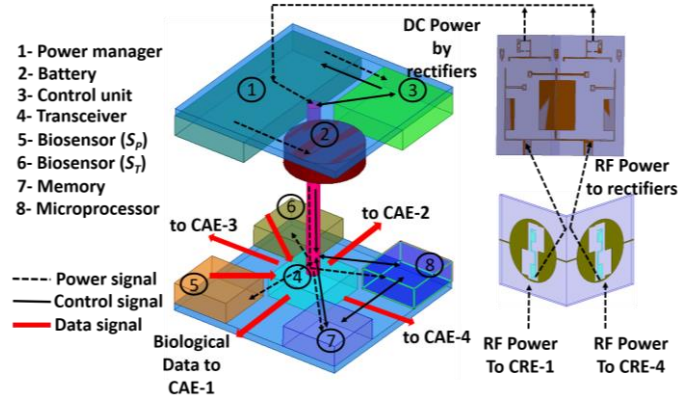 1- Power manager
2- Battery
3- Control unit
4- Transceiver
5- Biosensor (S_P)
6- Biosensor (S_T)
7- Memory
8- Microprocessor
Power signal
Control signal
Data signal
1
3
2
6
4
8
5
7
to CAE-3
to CAE-2
to CAE-4
Biological
Data to
CAE-1
DC Power
by
rectifiers
RF Power
to rectifiers
RF Power
To CRE-1
RF Power
To CRE-4